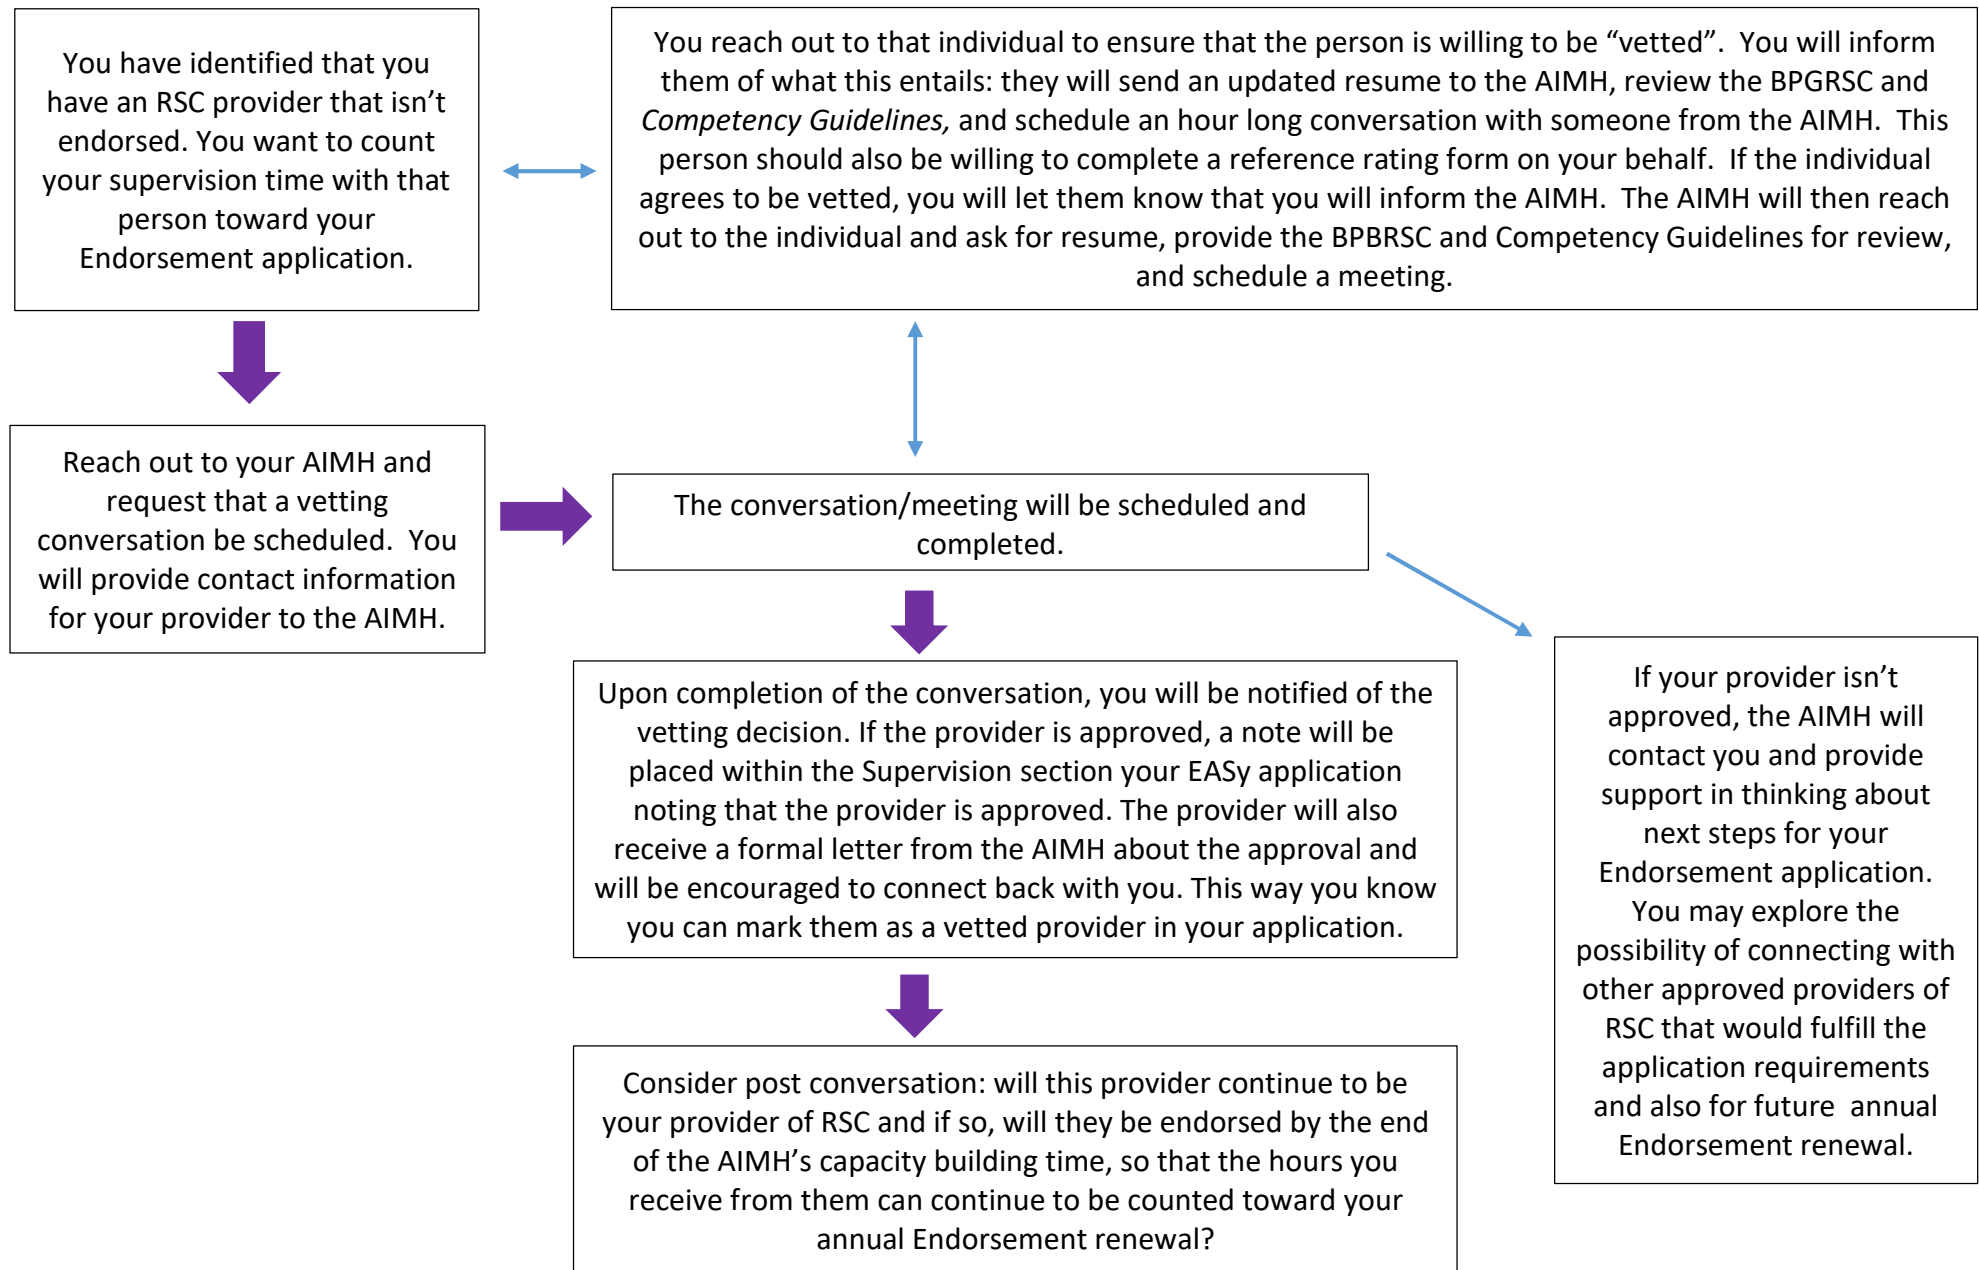 You have identified that you
have an RSC provider that isn’t
endorsed. You want to count
your supervision time with that
person toward your
Endorsement application.
You reach out to that individual to ensure that the person is willing to be “vetted”.  You will inform
them of what this entails: they will send an updated resume to the AIMH, review the BPGRSC and
Competency Guidelines, and schedule an hour long conversation with someone from the AIMH.  This
person should also be willing to complete a reference rating form on your behalf.  If the individual
agrees to be vetted, you will let them know that you will inform the AIMH.  The AIMH will then reach
out to the individual and ask for resume, provide the BPBRSC and Competency Guidelines for review,
and schedule a meeting.
Reach out to your AIMH and
request that a vetting
conversation be scheduled.  You
will provide contact information
for your provider to the AIMH.
The conversation/meeting will be scheduled and
completed.
Upon completion of the conversation, you will be notified of the
vetting decision. If the provider is approved, a note will be
placed within the Supervision section your EASy application
noting that the provider is approved. The provider will also
receive a formal letter from the AIMH about the approval and
will be encouraged to connect back with you. This way you know
you can mark them as a vetted provider in your application.
If your provider isn’t
approved, the AIMH will
contact you and provide
support in thinking about
next steps for your
Endorsement application.
You may explore the
possibility of connecting with
other approved providers of
RSC that would fulfill the
application requirements
and also for future  annual
Endorsement renewal.
Consider post conversation: will this provider continue to be
your provider of RSC and if so, will they be endorsed by the end
of the AIMH’s capacity building time, so that the hours you
receive from them can continue to be counted toward your
annual Endorsement renewal?